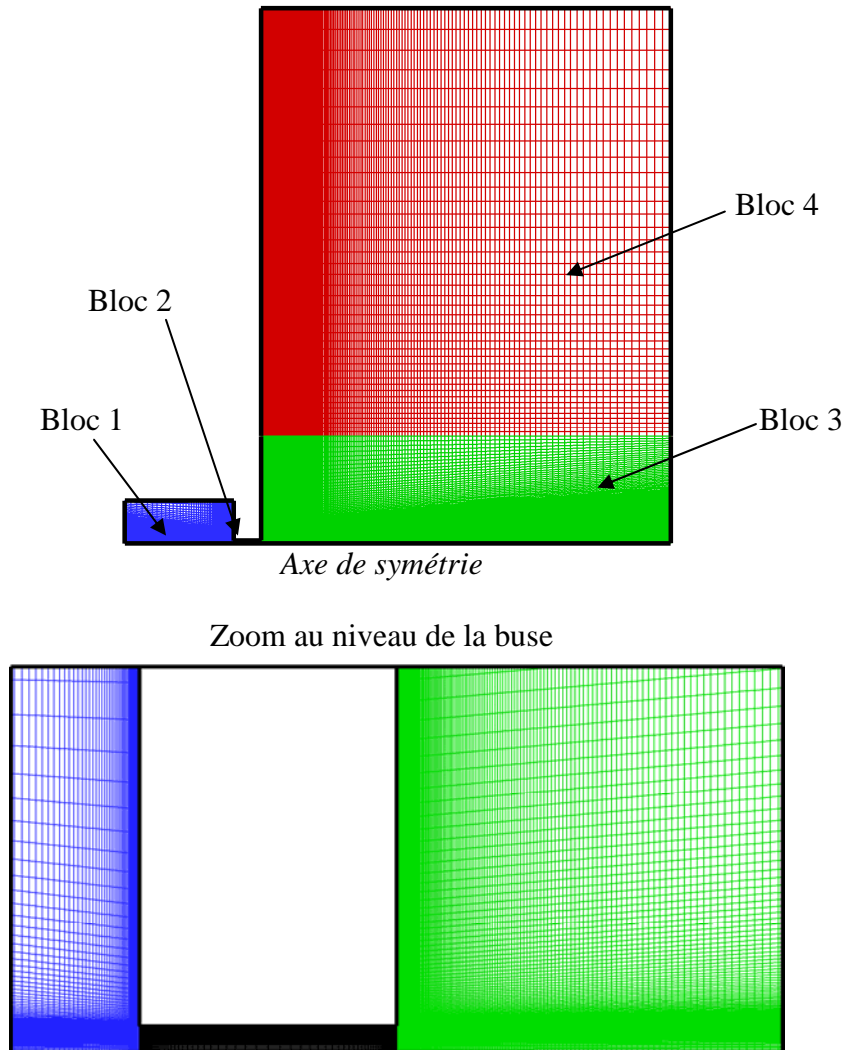 Bloc 4
Bloc 2
Bloc 1
Bloc 3
Axe de symétrie
Zoom au niveau de la buse